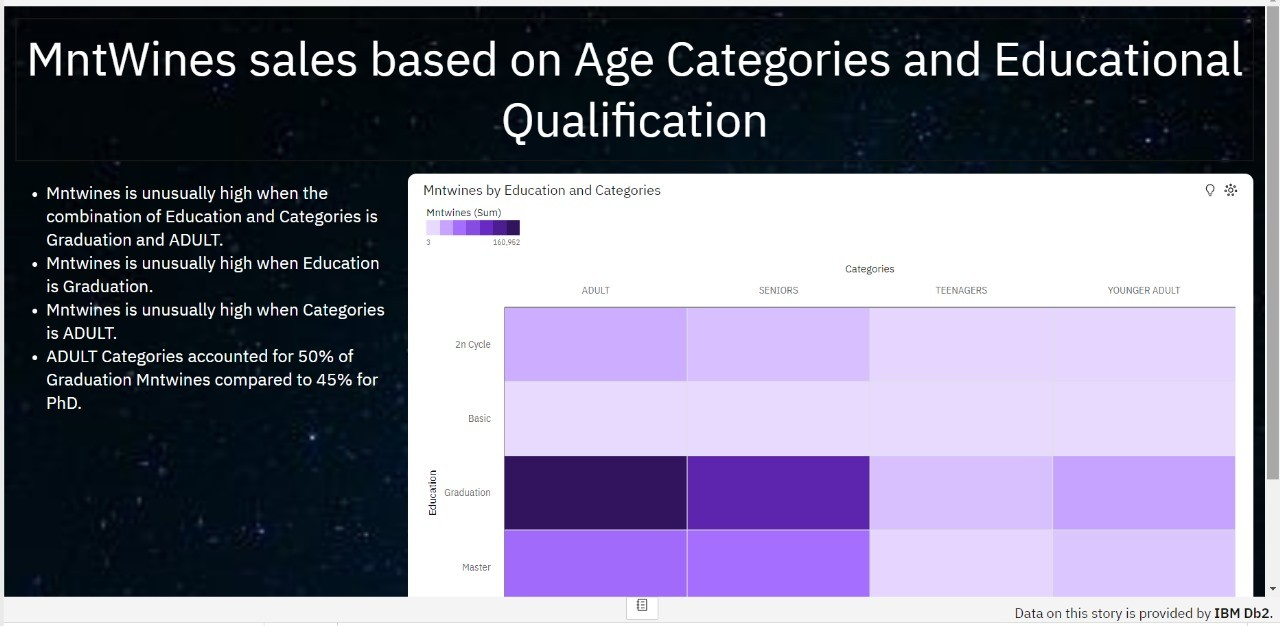 MntWines sales based on Age Categories and Educational
Qualification
• Mntwines is unusually high when the
combination of Education and Categories is
Graduation and ADULT.
• Mntwines is unusually high when Education
is Graduation.
• Mntwines is unusually high when Categories
is ADULT.
• ADULT Categories accounted for 50% of
Graduation Mntwines compared to 45% for
PhD.
Mntwines by Education and Categories
Mntwines (Sum)
3 160,952
Categories
ADULT SENIORS TEENAGERS YOUNGER ADULT
Education
2n Cycle
Basic
Graduation
Master
Data on this story is provided by IBM Db2.